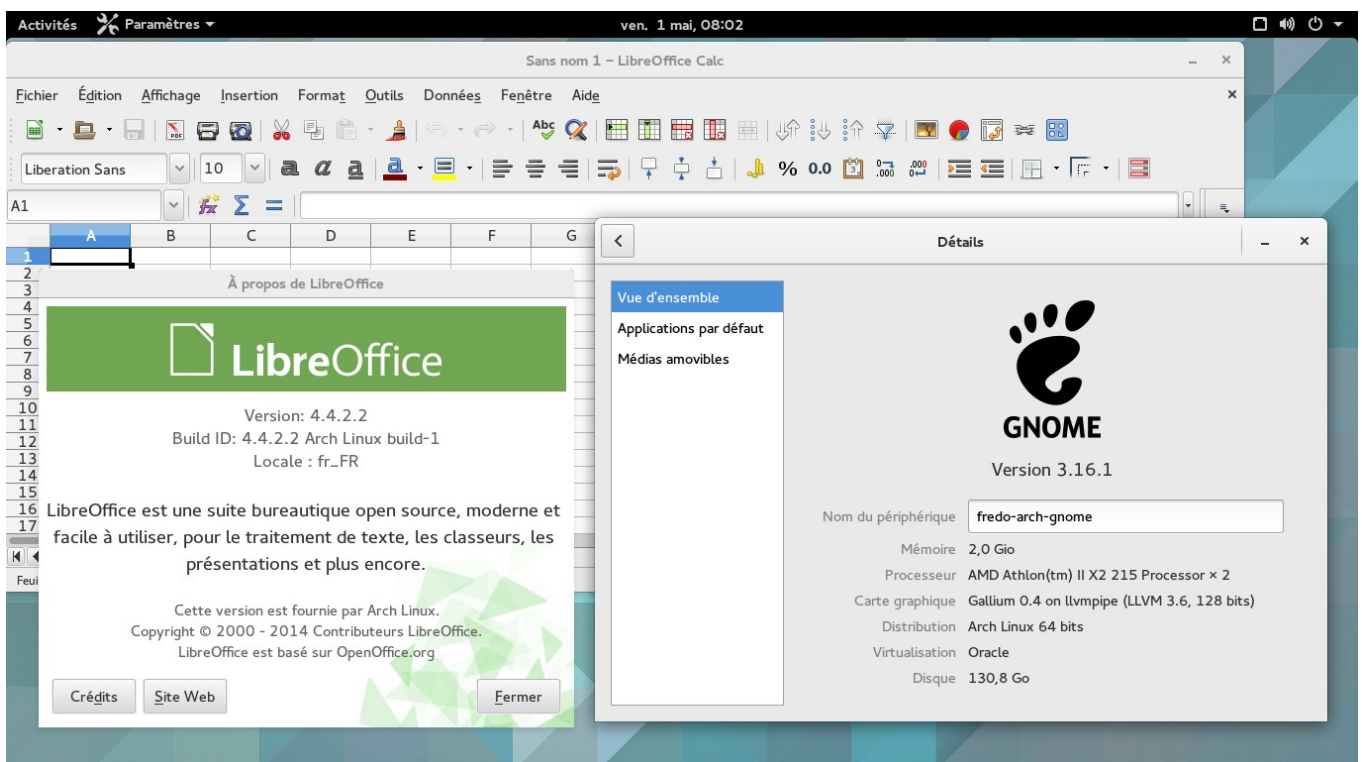 Activités Paramètres ven. 1 mai, 08:02
Sans nom 1 – LibreOffice Calc
Fichier Édition Affichage Insertion Format Outils Données Fenêtre Aide
Liberation Sans 10 a a a a % 0.0
A1
A B C D E F G
1
2
3
4
5
6
7
8
9
10
11
12
13
14
15
16
17
Feui
À propos de LibreOffice
LibreOffice
Version: 4.4.2.2
Build ID: 4.4.2.2 Arch Linux build-1
Locale : fr_FR
LibreOffice est une suite bureautique open source, moderne et
facile à utiliser, pour le traitement de texte, les classeurs, les
présentations et plus encore.
Cette version est fournie par Arch Linux.
Copyright © 2000 - 2014 Contributeurs LibreOffice.
LibreOffice est basé sur OpenOffice.org
Crédits Site Web Fermer
Détails
Vue d'ensemble
Applications par défaut
Médias amovibles
GNOME
Version 3.16.1
Nom du périphérique fredo-arch-gnome
Mémoire 2,0 Gio
Processeur AMD Athlon(tm) II X2 215 Processor × 2
Carte graphique Gallium 0.4 on llvmpipe (LLVM 3.6, 128 bits)
Distribution Arch Linux 64 bits
Virtualisation Oracle
Disque 130,8 Go